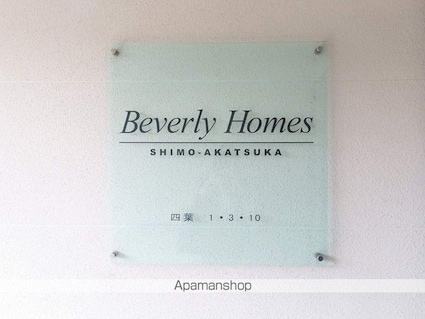 Beverly Homes
SHIMO-AKATSUKA
四葉 1・3・10
Apamanshop